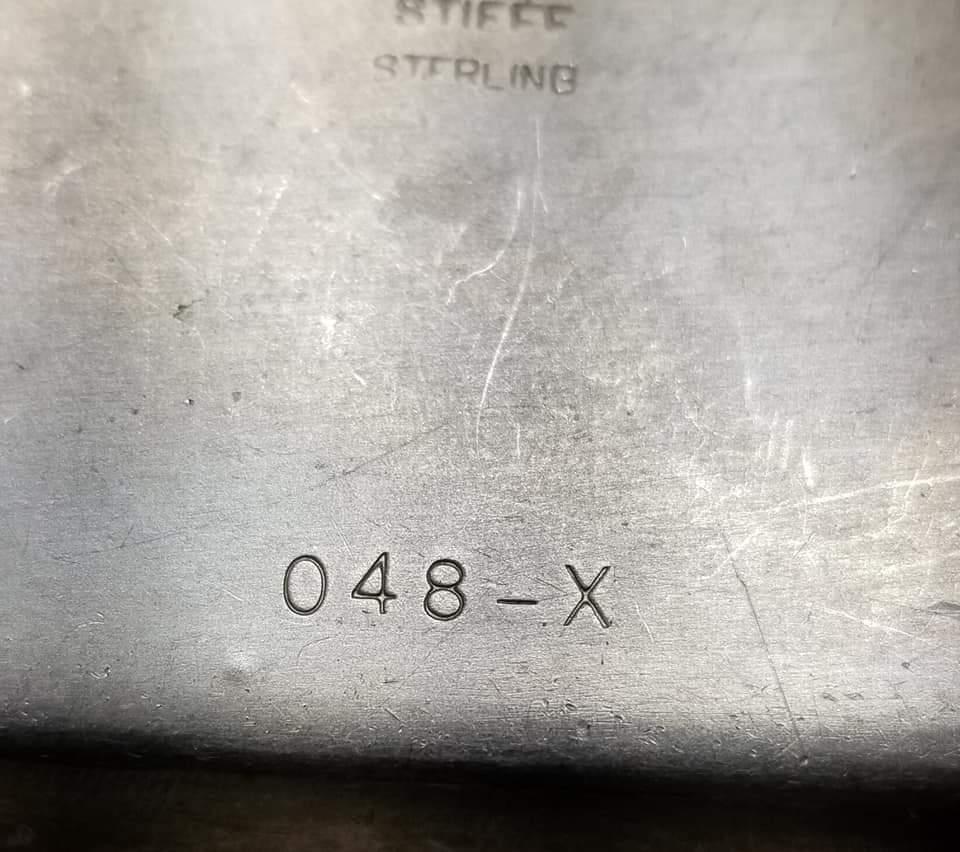 STIEFF
STERLING
048-X